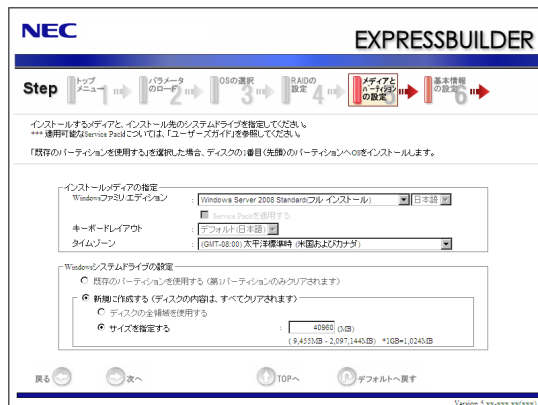 NEC
EXPRESSBUILDER
Step
トップメニュー 1
パラメータのロード 2
OSの選択 3
RAIDの設定 4
メディアとパーティションの設定
基本情報の設定 6
インストールするメディアと、インストール先のシステムドライブを指定してください。
*** 適用可能なService Packについては、「ユーザーズガイド」を参照してください。
「既存のパーティションを使用する」を選択した場合、ディスクの1番目(先頭)のパーティションへOSをインストールします。
インストールメディアの指定
Windowsファミリ/エディション : Windows Server 2008 Standard(フル インストール) 日本語
Service Packを適用する
キーボードレイアウト : デフォルト(日本語)
タイムゾーン : (GMT-08:00) 太平洋標準時 (米国およびカナダ)
Windowsシステムドライブの設定
既存のパーティションを使用する (第1パーティションのみクリアされます)
新規に作成する (ディスクの内容は、すべてクリアされます)
ディスクの全領域を使用する
サイズを指定する : 40960 (MB)
( 9,455MB - 2,097,144MB) *1GB=1,024MB
戻る
次へ
TOPへ
デフォルトへ戻す